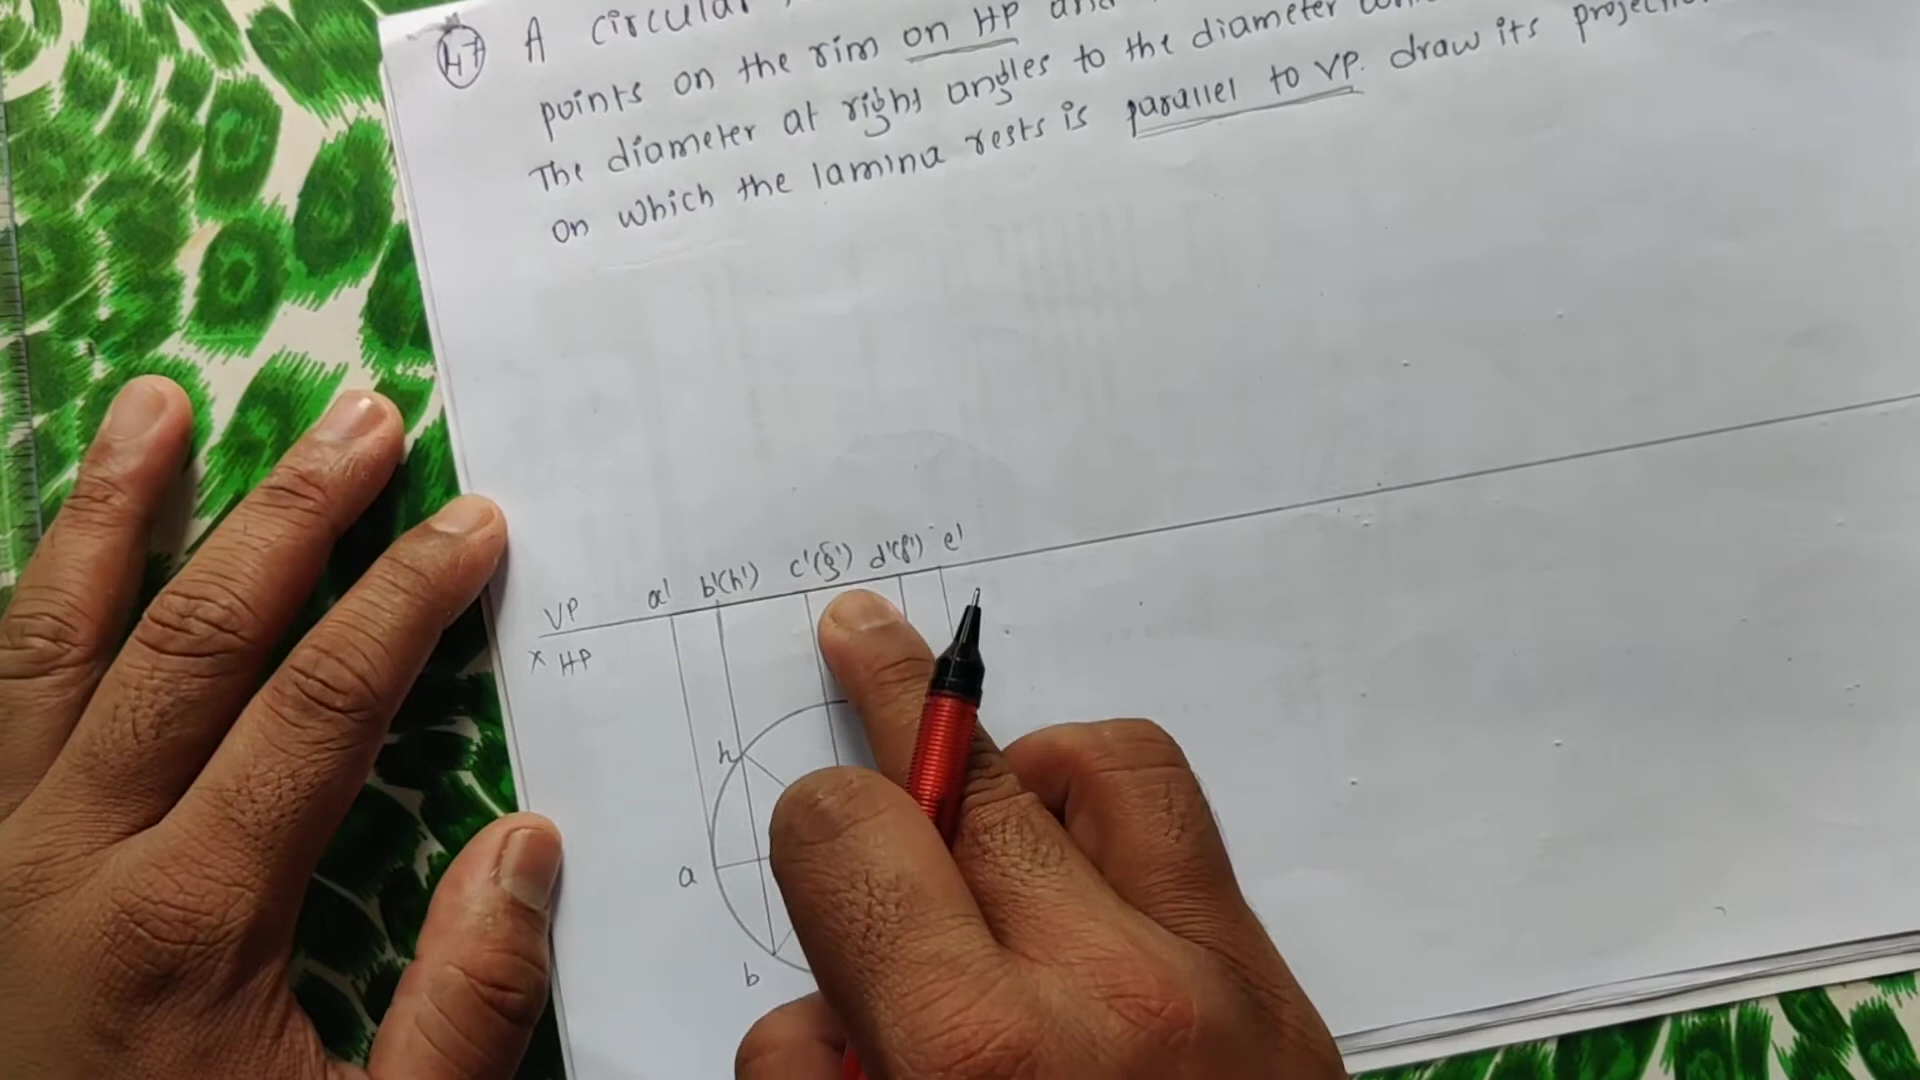 47 A circular
points on the rim on HP and
The diameter at right angles to the diameter
on which the lamina rests is parallel to VP. draw its
VP a' b'(h') c'(g') d'(f') e'
X HP
h
a
b